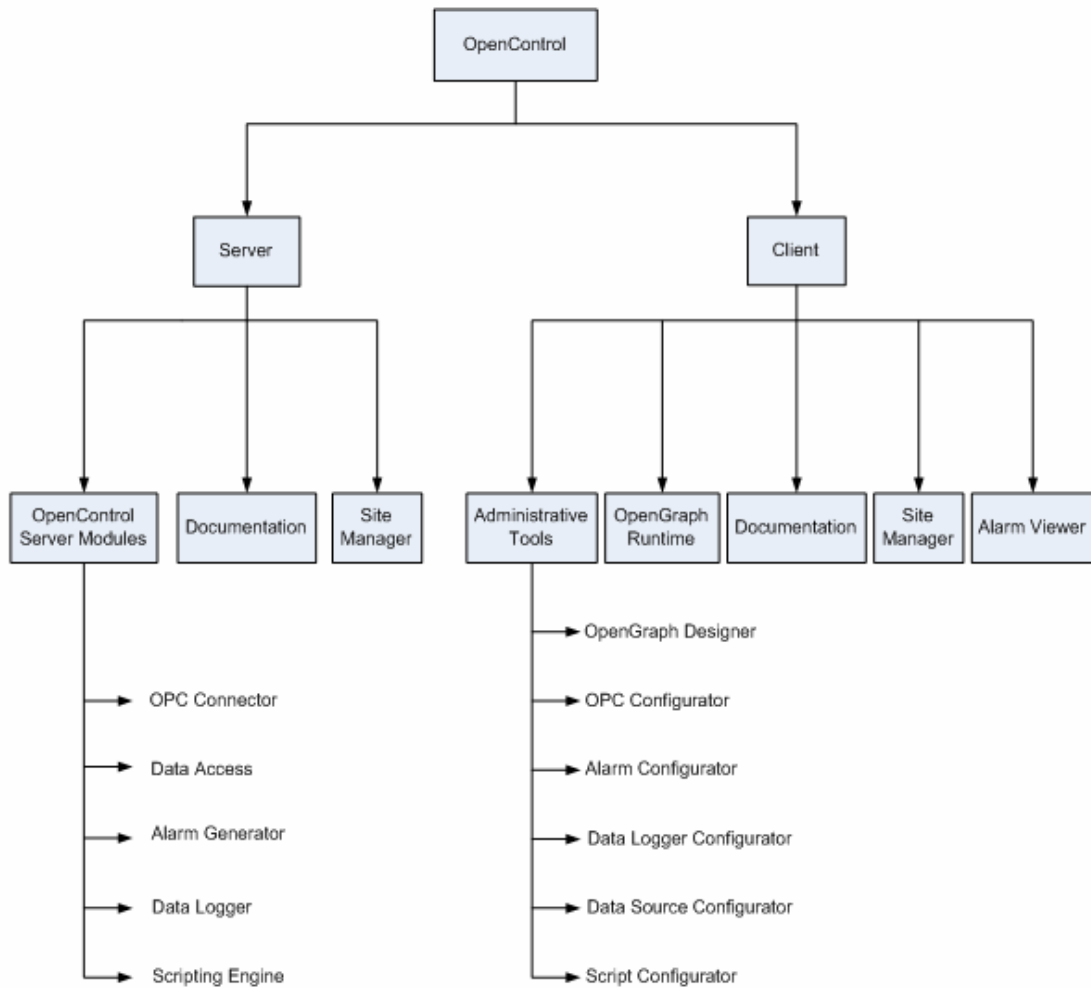 OpenControl
Server
Client
OpenControl
Server Modules
Documentation
Site
Manager
Administrative
Tools
OpenGraph
Runtime
Documentation
Site
Manager
Alarm Viewer
OPC Connector
Data Access
Alarm Generator
Data Logger
Scripting Engine
OpenGraph Designer
OPC Configurator
Alarm Configurator
Data Logger Configurator
Data Source Configurator
Script Configurator